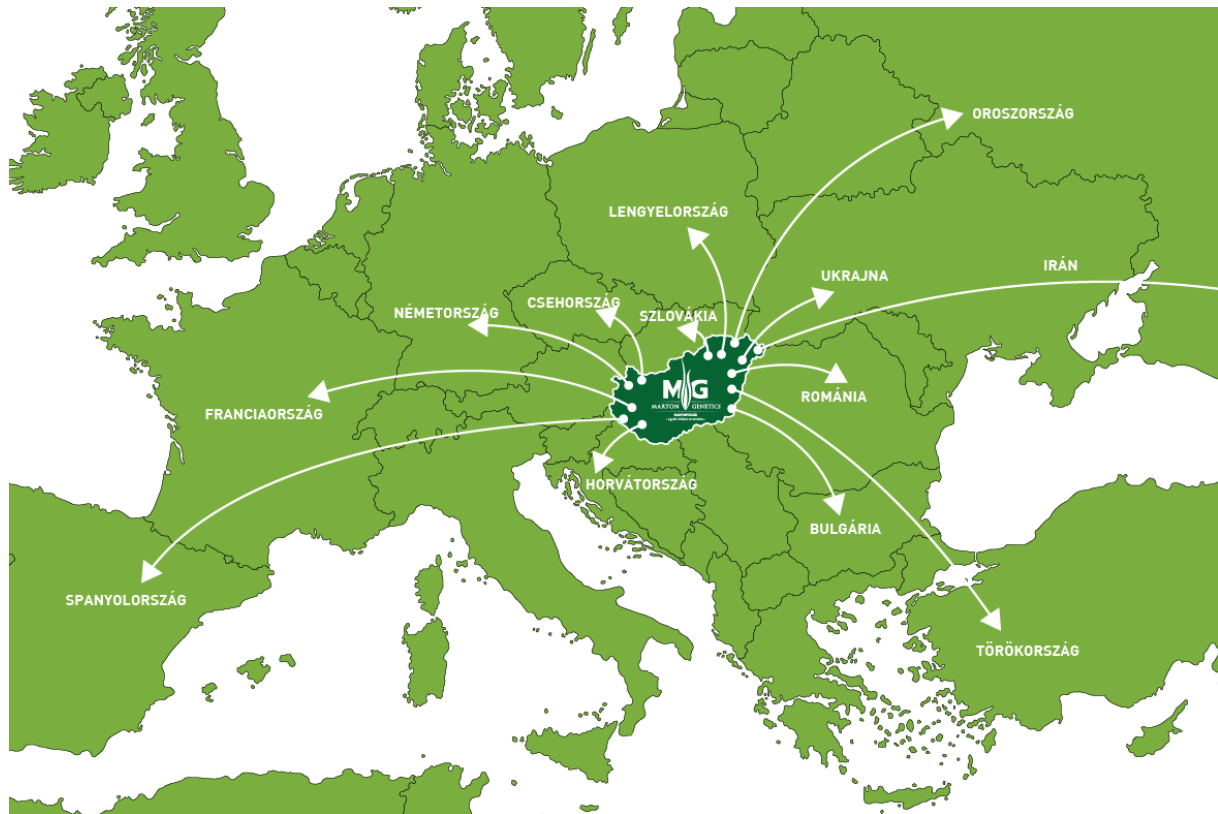 OROSZORSZÁG
LENGYELORSZÁG
IRÁN
UKRAJNA
CSEHORSZÁG
NÉMETORSZÁG
SZLOVÁKIA
MG
MARTON GENETICS
ROMÁNIA
FRANCIAORSZÁG
HORVÁTORSZÁG
BULGÁRIA
SPANYOLORSZÁG
TÖRÖKORSZÁG